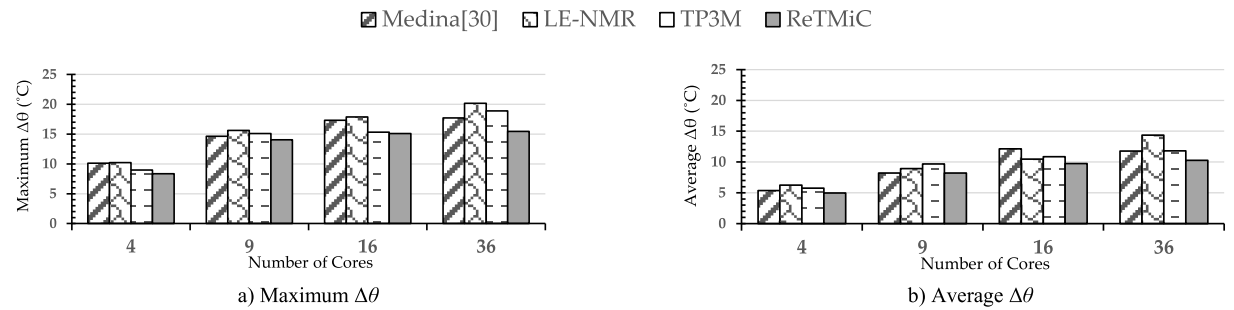 Medina[30] LE-NMR TP3M ReTMiC
Maximum Δθ (˚C)
25
20
15
10
5
0
4 9 16 36
Number of Cores
a) Maximum Δθ
Average Δθ (˚C)
25
20
15
10
5
0
4 9 16 36
Number of Cores
b) Average Δθ